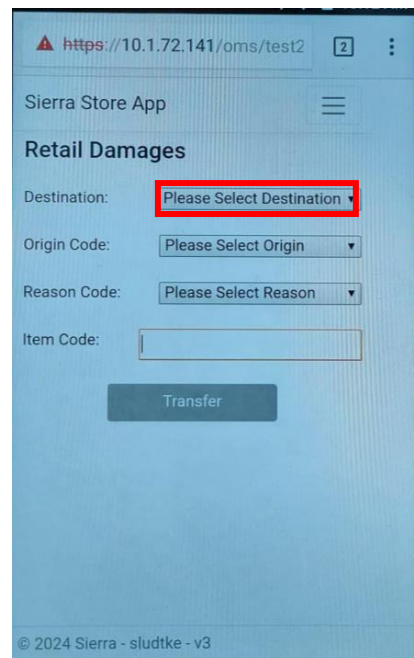 https://10.1.72.141/oms/test2 2
Sierra Store App
Retail Damages
Destination: Please Select Destination
Origin Code: Please Select Origin
Reason Code: Please Select Reason
Item Code:
Transfer
© 2024 Sierra - sludtke - v3